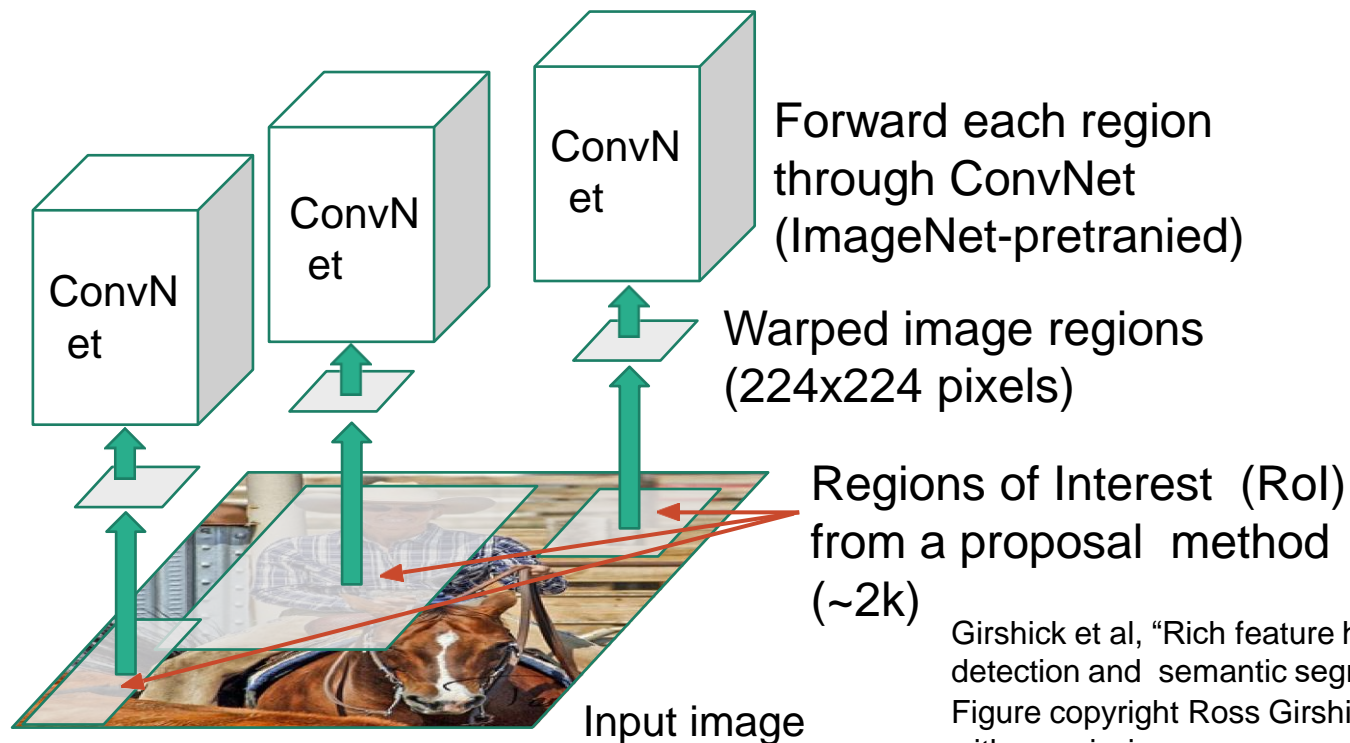 ConvN
et
Forward each region
through ConvNet
(ImageNet-pretranied)
ConvN
et
ConvN
et
Warped image regions
(224x224 pixels)
Regions of Interest (RoI)
from a proposal method
(~2k)
Girshick et al, “Rich feature h
detection and semantic segr
Figure copyright Ross Girshi
Input image